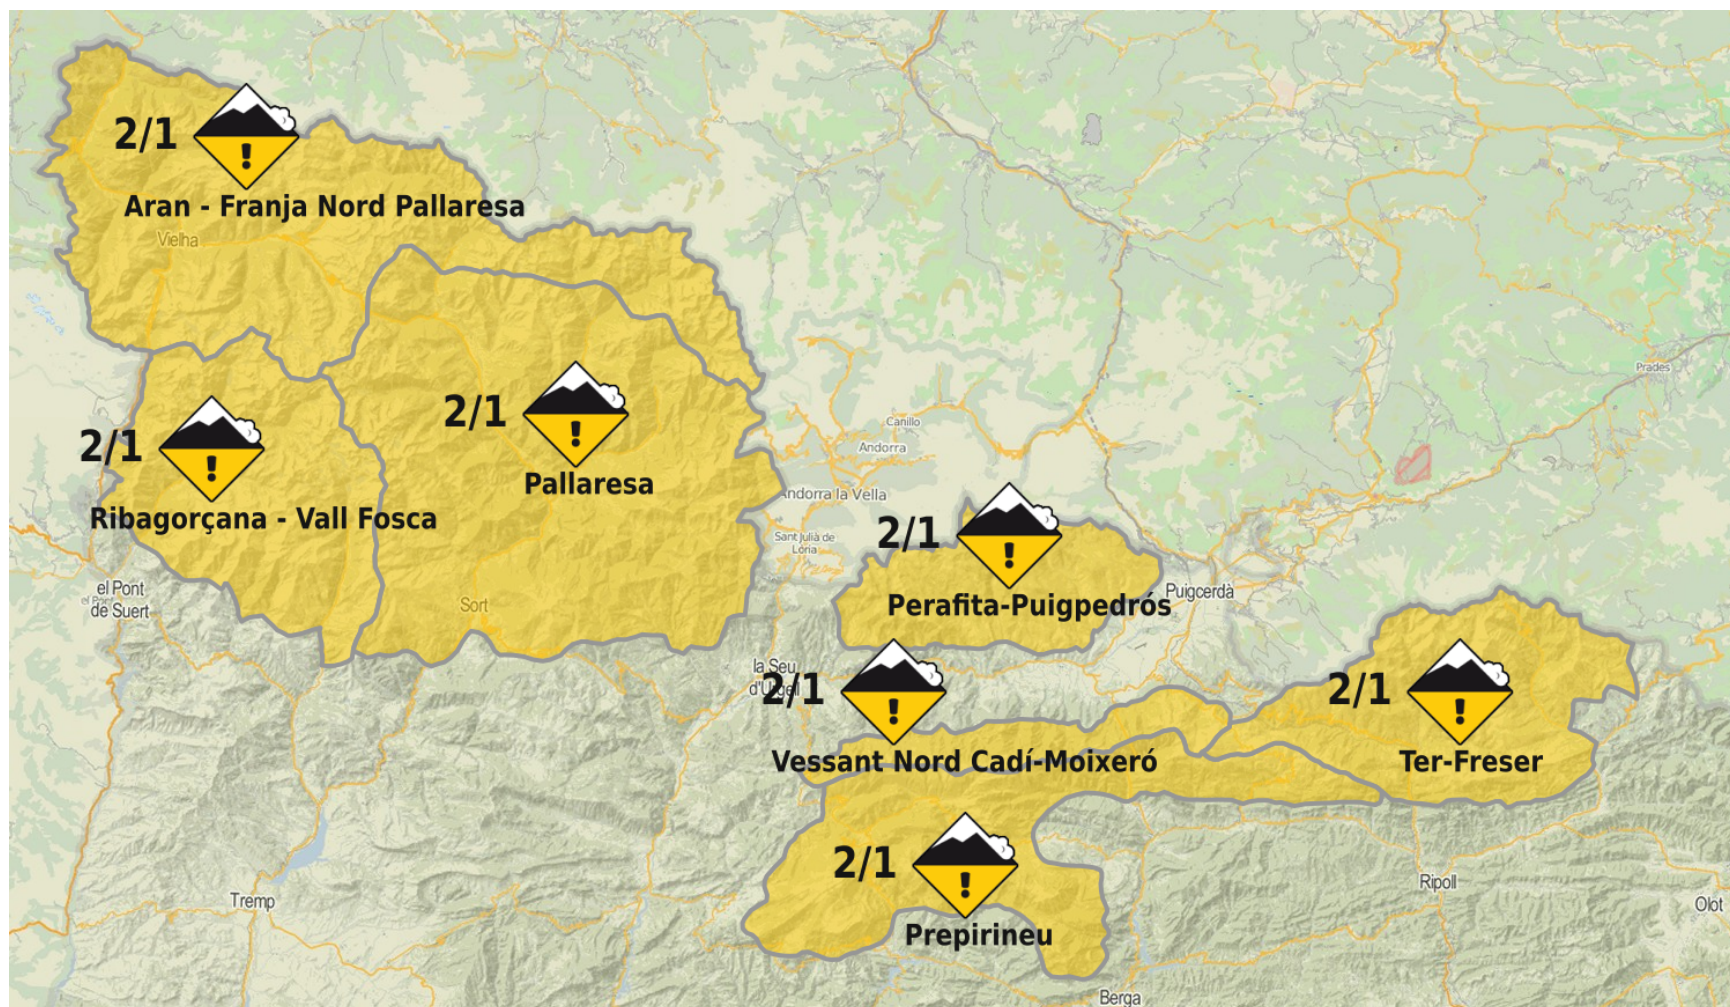 2/1
Aran - Franja Nord Pallaresa
Vielha
Prades
2/1
Pallaresa
2/1
Ribagorçana - Vall Fosca
Canillo
Andorra
Andorra la Vella
Sant Julià de
Lòria
2/1
Perafita-Puigpedrós
Puigcerdà
el Pont
de Suert
Sort
la Seu
d'Urgell
2/1
Vessant Nord Cadí-Moixeró
2/1
Ter-Freser
2/1
Prepirineu
Tremp
Ripoll
Olot
Berga